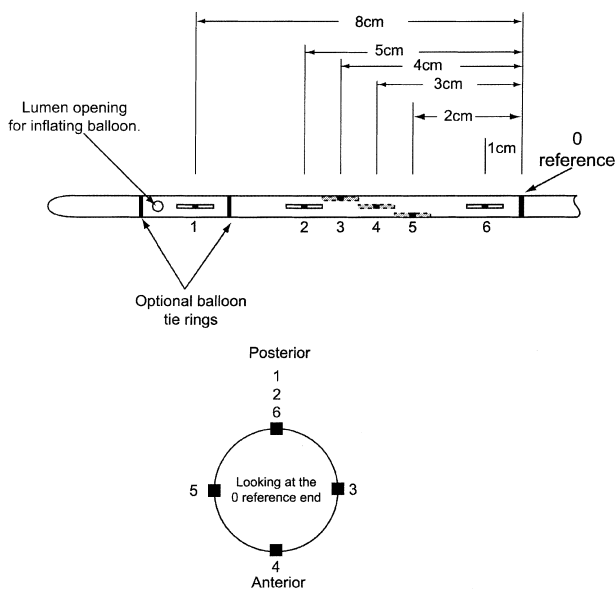 8cm
5cm
4cm
3cm
2cm
1cm
Lumen opening
for inflating balloon.
0
reference
1 2 3 4 5 6
Optional balloon
tie rings
Posterior
1
2
6
5
Looking at the
0 reference end
3
4
Anterior